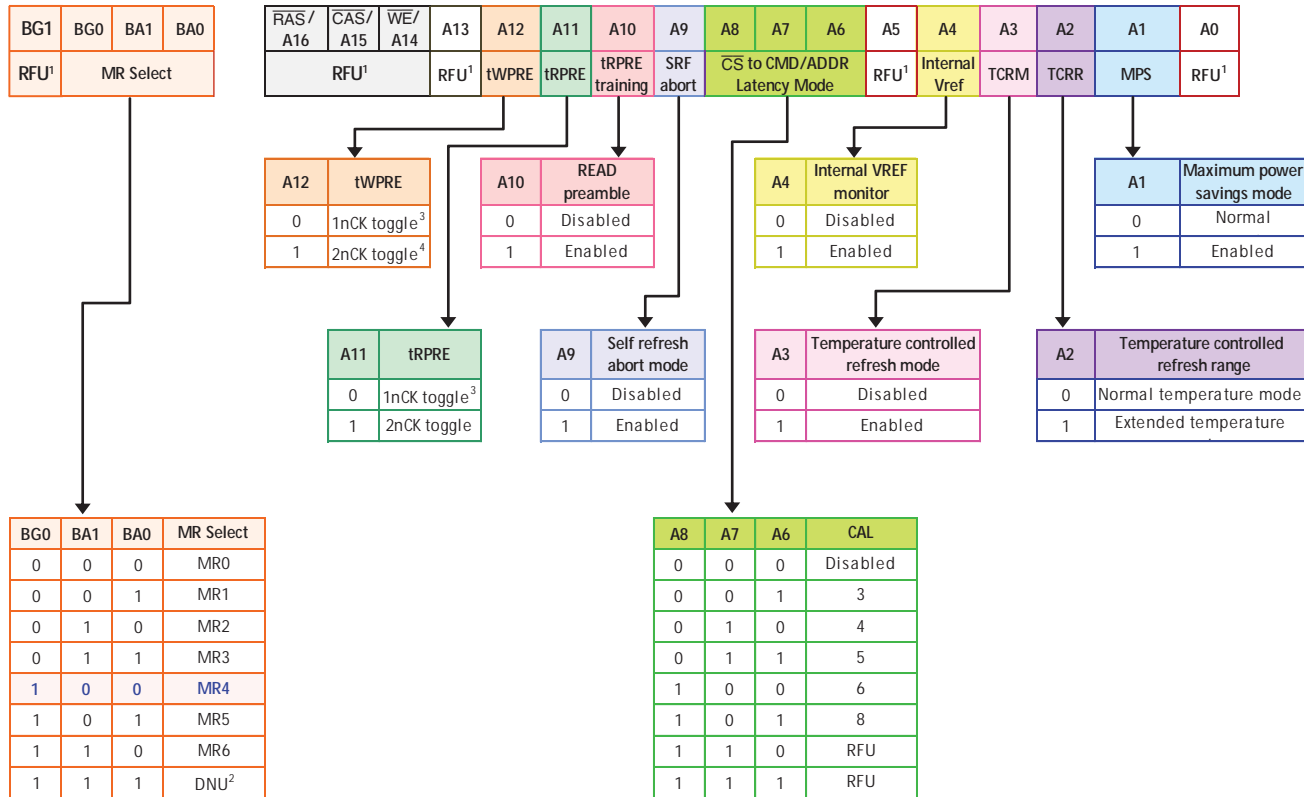 BG1 BG0 BA1 BA0
RFU¹ MR Select
RAS/ A16 CAS/ A15 WE/ A14 A13 A12 A11 A10 A9 A8 A7 A6 A5 A4 A3 A2 A1 A0
RFU¹ RFU¹ tWPRE tRPRE tRPRE training SRF abort CS to CMD/ADDR Latency Mode RFU¹ Internal Vref TCRM TCRR MPS RFU¹
A12 tWPRE
0 1nCK toggle³
1 2nCK toggle⁴
A10 READ preamble
0 Disabled
1 Enabled
A4 Internal VREF monitor
0 Disabled
1 Enabled
A1 Maximum power savings mode
0 Normal
1 Enabled
A11 tRPRE
0 1nCK toggle³
1 2nCK toggle
A9 Self refresh abort mode
0 Disabled
1 Enabled
A3 Temperature controlled refresh mode
0 Disabled
1 Enabled
A2 Temperature controlled refresh range
0 Normal temperature mode
1 Extended temperature
BG0 BA1 BA0 MR Select
0 0 0 MR0
0 0 1 MR1
0 1 0 MR2
0 1 1 MR3
1 0 0 MR4
1 0 1 MR5
1 1 0 MR6
1 1 1 DNU²
A8 A7 A6 CAL
0 0 0 Disabled
0 0 1 3
0 1 0 4
0 1 1 5
1 0 0 6
1 0 1 8
1 1 0 RFU
1 1 1 RFU